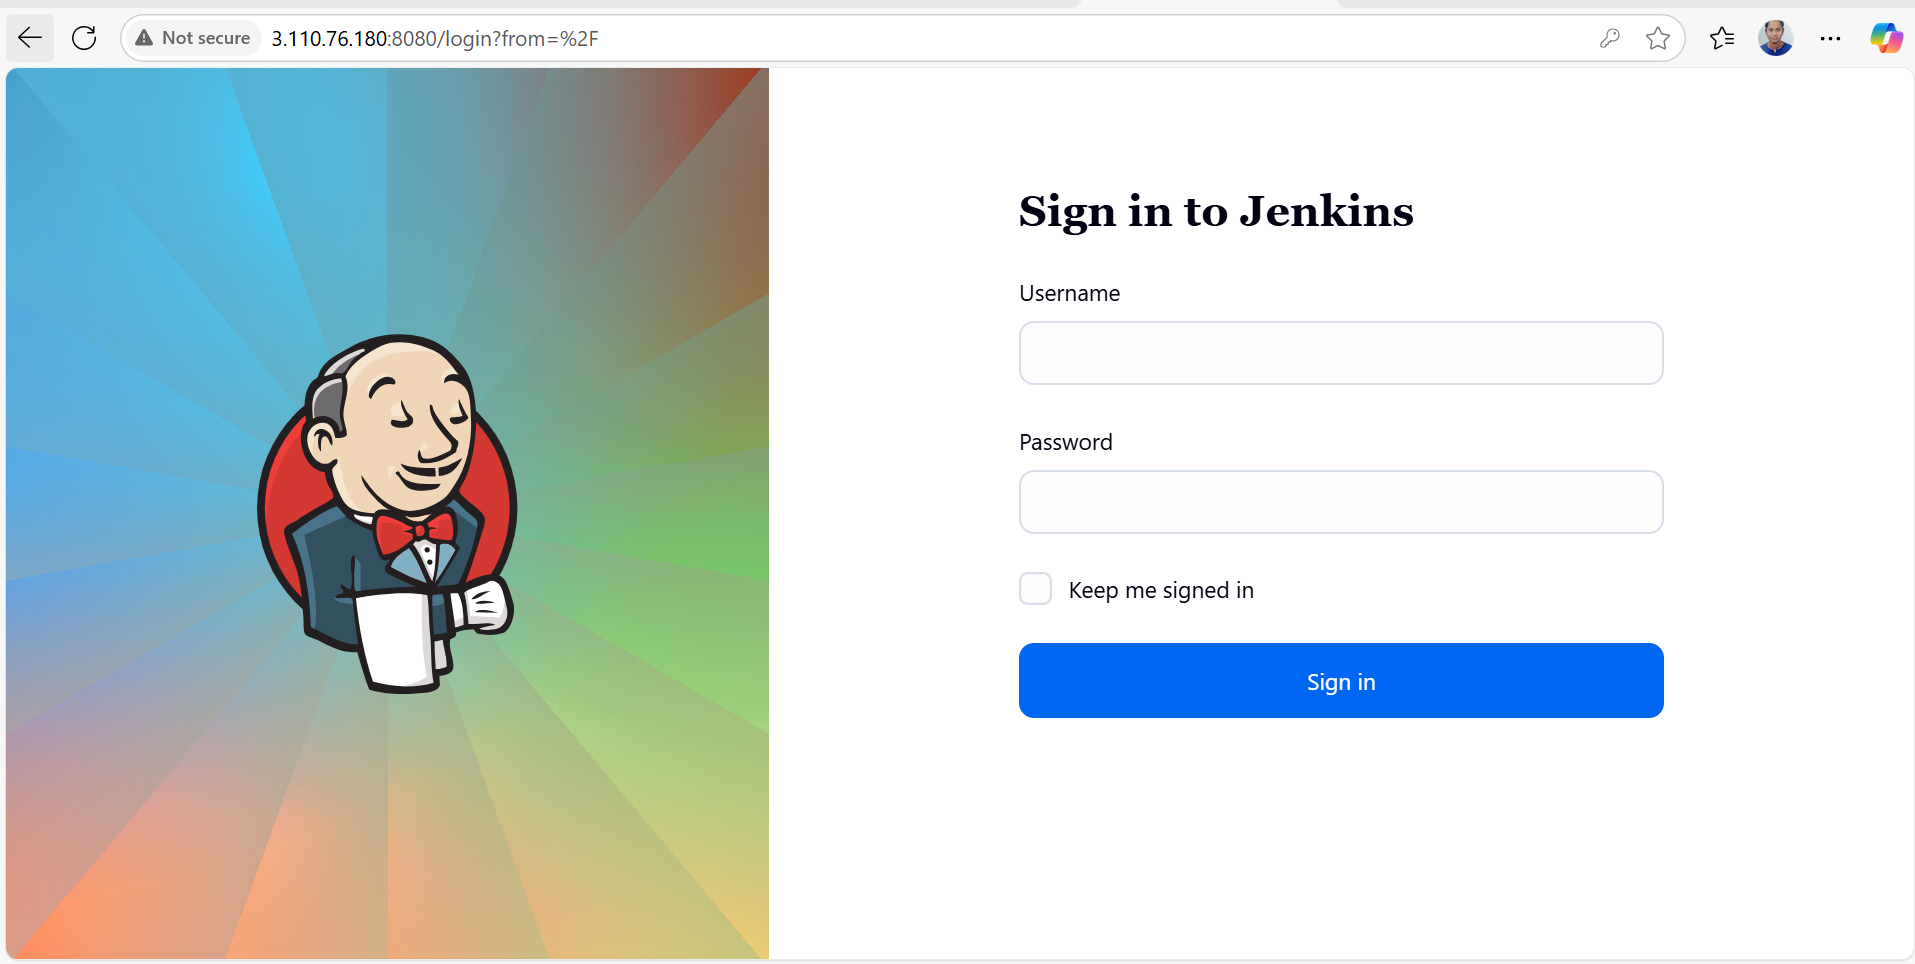 Not secure 3.110.76.180:8080/login?from=%2F
Sign in to Jenkins
Username
Password
Keep me signed in
Sign in